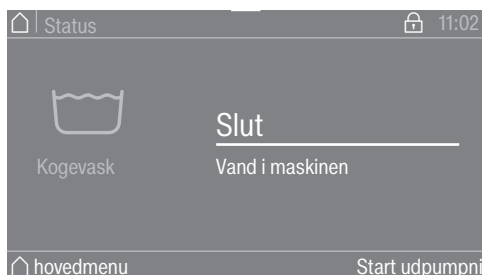 Status 11:02
Slut
Kogevask Vand i maskinen
hovedmenu Start udpumpni